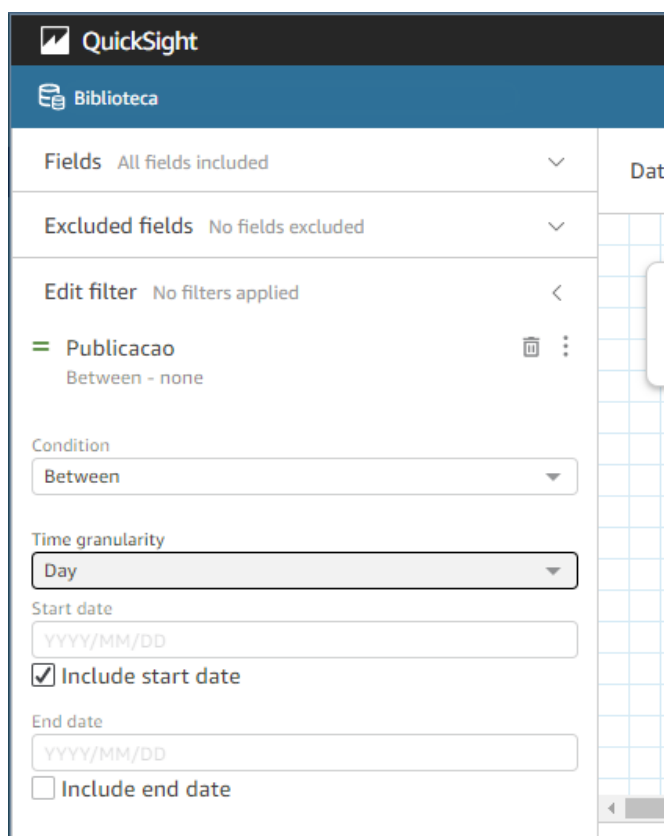 QuickSight
Biblioteca
Fields All fields included
Dat
Excluded fields No fields excluded
Edit filter No filters applied
Publicacao
Between - none
Condition
Between
Time granularity
Day
Start date
YYYY/MM/DD
Include start date
End date
YYYY/MM/DD
Include end date